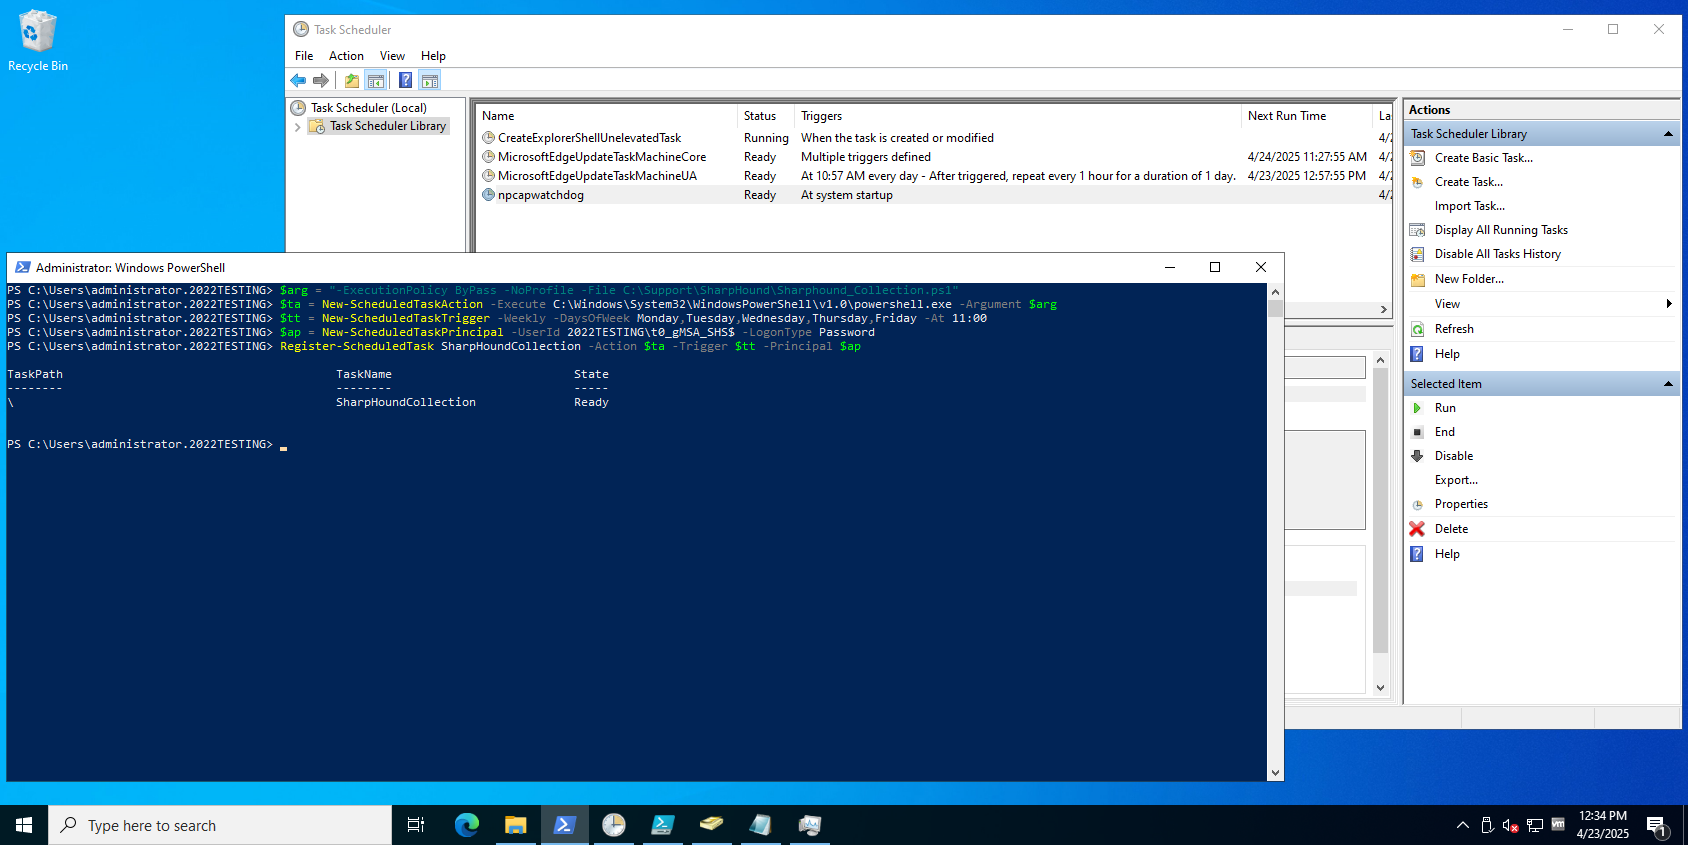 Recycle Bin
Task Scheduler
File Action View Help
Task Scheduler (Local)
Task Scheduler Library
Name Status Triggers Next Run Time La
CreateExplorerShellUnelevatedTask Running When the task is created or modified 4/2
MicrosoftEdgeUpdateTaskMachineCore Ready Multiple triggers defined 4/24/2025 11:27:55 AM 4/2
MicrosoftEdgeUpdateTaskMachineUA Ready At 10:57 AM every day - After triggered, repeat every 1 hour for a duration of 1 day. 4/23/2025 12:57:55 PM 4/2
npcapwatchdog Ready At system startup 4/2
Actions
Task Scheduler Library
Create Basic Task...
Create Task...
Import Task...
Display All Running Tasks
Disable All Tasks History
New Folder...
View
Refresh
Help
Selected Item
Run
End
Disable
Export...
Properties
Delete
Help
Administrator: Windows PowerShell
PS C:\Users\administrator.2022TESTING> $arg = "-ExecutionPolicy ByPass -NoProfile -File C:\Support\SharpHound\Sharphound_Collection.ps1"
PS C:\Users\administrator.2022TESTING> $ta = New-ScheduledTaskAction -Execute C:\Windows\System32\WindowsPowerShell\v1.0\powershell.exe -Argument $arg
PS C:\Users\administrator.2022TESTING> $tt = New-ScheduledTaskTrigger -Weekly -DaysOfWeek Monday,Tuesday,Wednesday,Thursday,Friday -At 11:00
PS C:\Users\administrator.2022TESTING> $ap = New-ScheduledTaskPrincipal -UserId 2022TESTING\t0_gMSA_SHS$ -LogonType Password
PS C:\Users\administrator.2022TESTING> Register-ScheduledTask SharpHoundCollection -Action $ta -Trigger $tt -Principal $ap
TaskPath TaskName State
-------- -------- -----
\ SharpHoundCollection Ready
PS C:\Users\administrator.2022TESTING>
Type here to search
vm
12:34 PM
4/23/2025
1